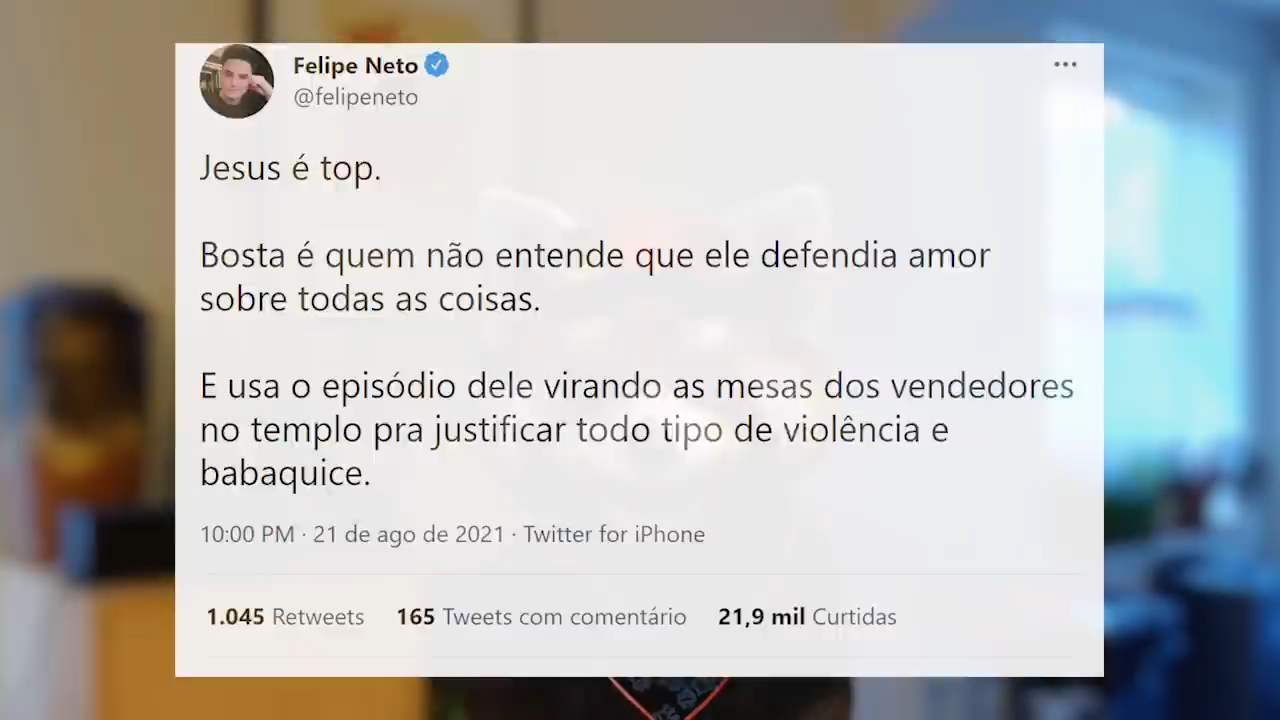 Felipe Neto
@felipeneto
Jesus é top.
Bosta é quem não entende que ele defendia amor
sobre todas as coisas.
E usa o episódio dele virando as mesas dos vendedores
no templo pra justificar todo tipo de violência e
babaquice.
10:00 PM · 21 de ago de 2021 · Twitter for iPhone
1.045 Retweets 165 Tweets com comentário 21,9 mil Curtidas